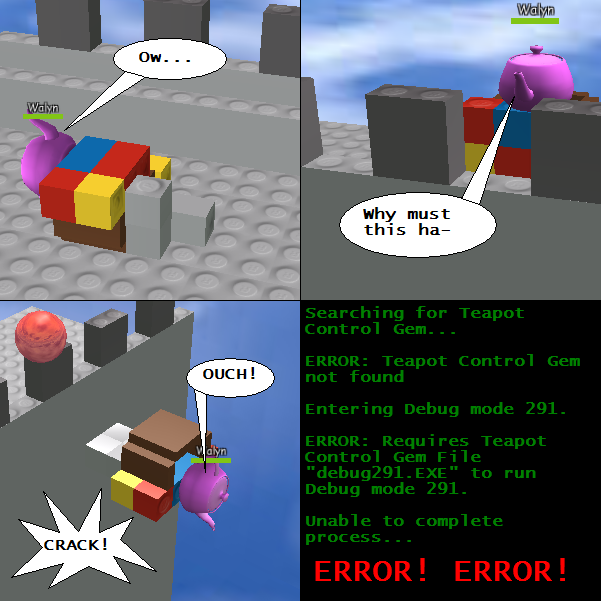 Walyn
Ow...
Walyn
Why must
this ha-
OUCH!
Walyn
CRACK!
Searching for Teapot
Control Gem...
ERROR: Teapot Control Gem
not found
Entering Debug mode 291.
ERROR: Requires Teapot
Control Gem File
"debug291.EXE" to run
Debug mode 291.
Unable to complete
process...
ERROR! ERROR!